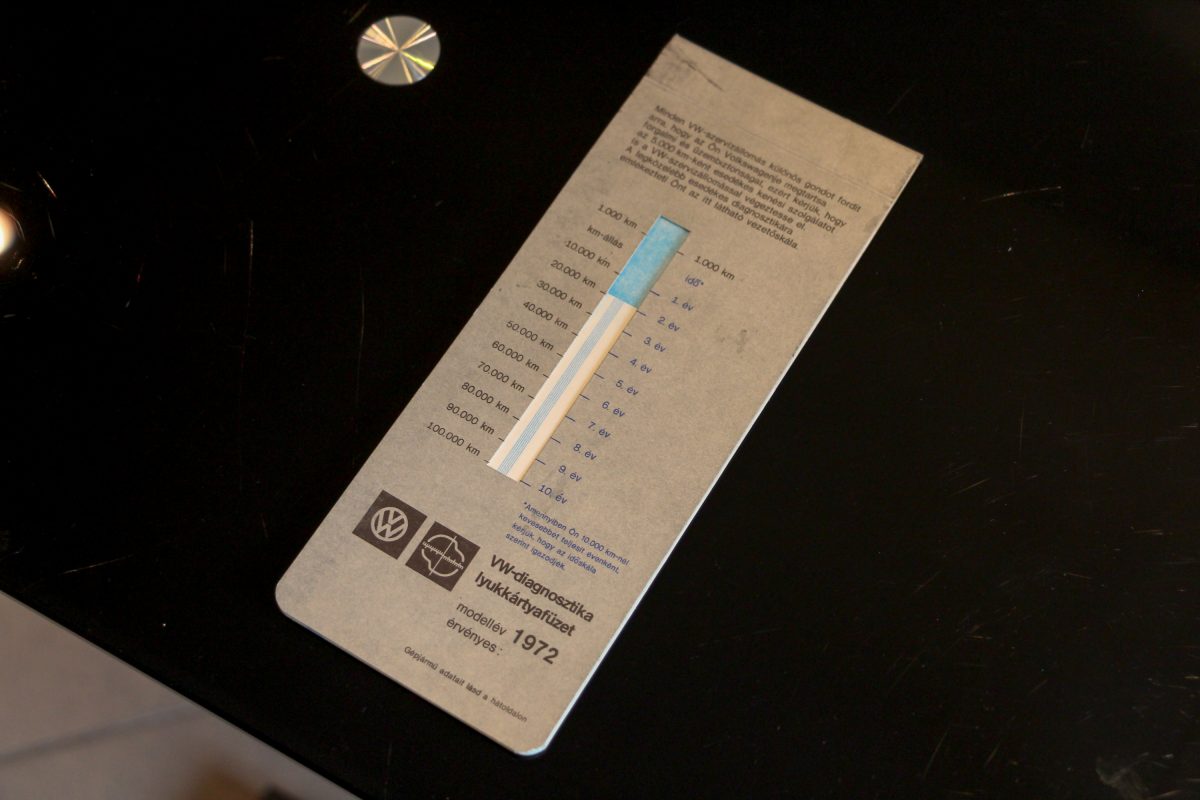 Minden VW-szervizállomás különös gondot fordít
arra, hogy az Ön Volkswagenje megtartsa
forgalmi és üzembiztonságát, ezért kérjük, hogy
az 5.000 km-ként esedékes kenési szolgálatot
is a VW-szervizállomással végeztesse el.
A legközelebb esedékes diagnosztikára
emlékezteti Önt az itt látható vezetőskála.
1.000 km
1.000 km
km-állás
idő*
10.000 km
1. év
20.000 km
2. év
30.000 km
3. év
40.000 km
4. év
50.000 km
5. év
60.000 km
6. év
70.000 km
7. év
80.000 km
8. év
90.000 km
9. év
100.000 km
10. év
*Amennyiben Ön 10.000 km-nél
kevesebbet teljesít évenként,
kérjük, hogy az időskála
szerint igazodjék.
VW-diagnosztika
lyukkártyafüzet
modellév
érvényes: 1972
Gépjármű adatait lásd a hátoldalon